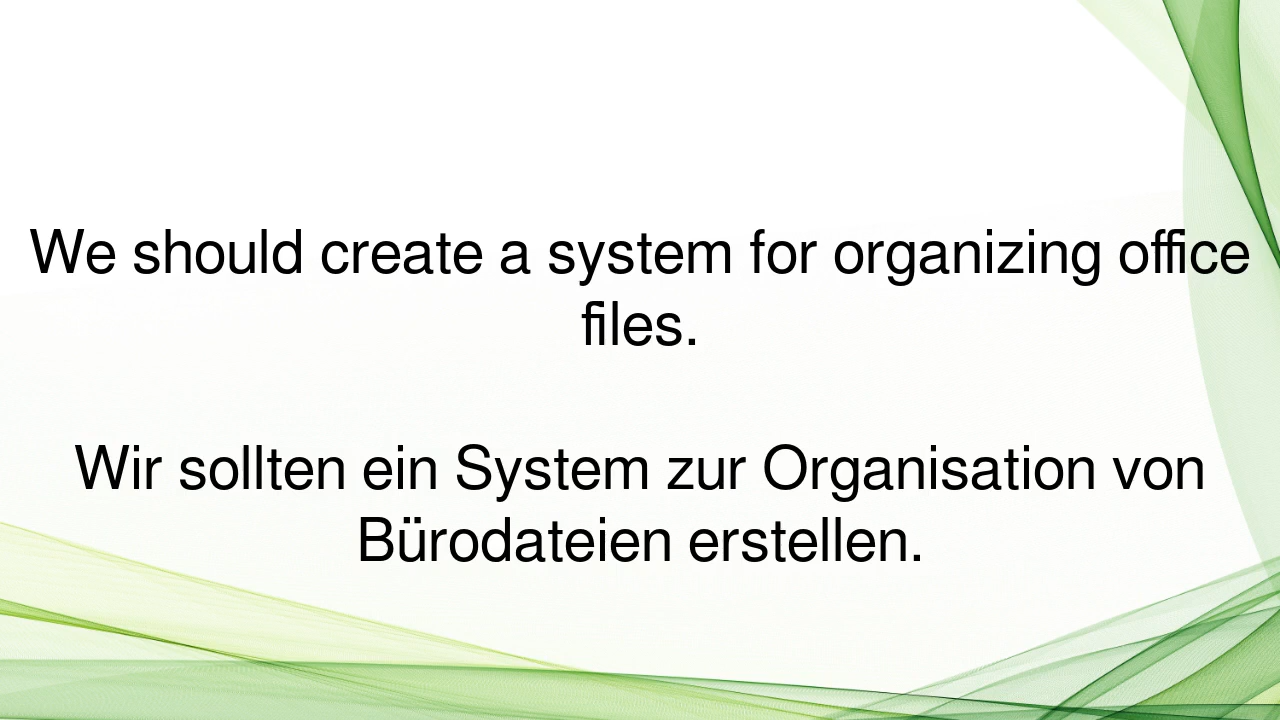 We should create a system for organizing office
files.
Wir sollten ein System zur Organisation von
Bürodateien erstellen.